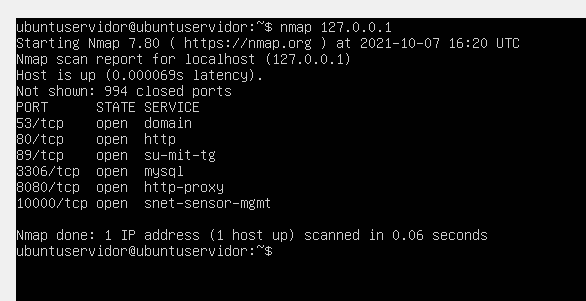 ubuntuservidor@ubuntuservidor:~$ nmap 127.0.0.1
Starting Nmap 7.80 ( https://nmap.org ) at 2021-10-07 16:20 UTC
Nmap scan report for localhost (127.0.0.1)
Host is up (0.000069s latency).
Not shown: 994 closed ports
PORT      STATE SERVICE
53/tcp    open  domain
80/tcp    open  http
89/tcp    open  su-mit-tg
3306/tcp  open  mysql
8080/tcp  open  http-proxy
10000/tcp open  snet-sensor-mgmt
Nmap done: 1 IP address (1 host up) scanned in 0.06 seconds
ubuntuservidor@ubuntuservidor:~$